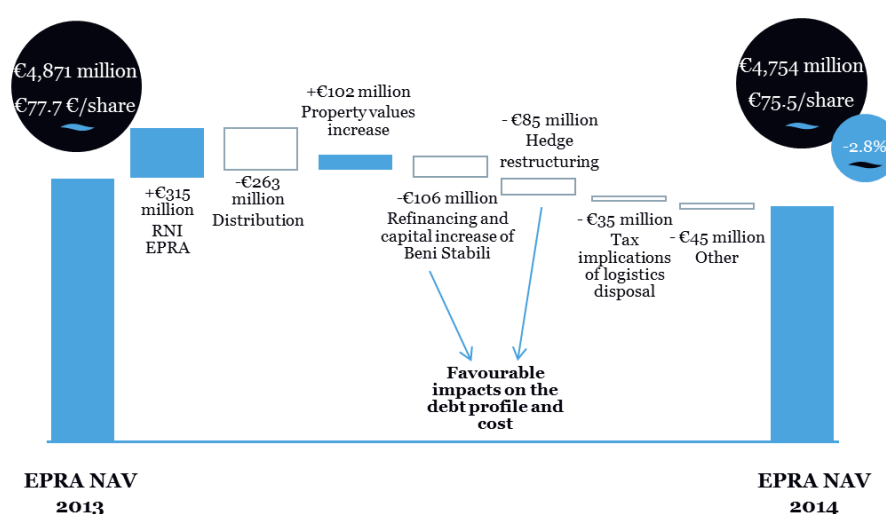 €4,871 million
€77.7 €/share
+€315
million
RNI
EPRA
-€263
million
Distribution
+€102 million
Property values
increase
-€106 million
Refinancing and
capital increase of
Beni Stabili
- €85 million
Hedge
restructuring
- €35 million
Tax
implications
of logistics
disposal
- €45 million
Other
€4,754 million
€75.5/share
-2.8%
Favourable
impacts on the
debt profile and
cost
EPRA NAV
2013
EPRA NAV
2014